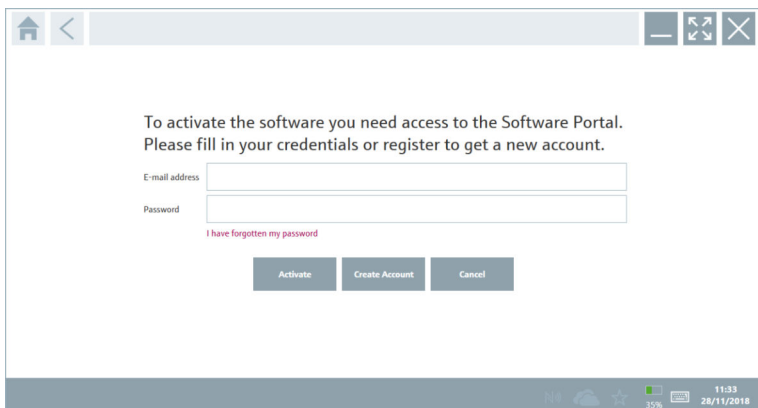 To activate the software you need access to the Software Portal.
Please fill in your credentials or register to get a new account.
E-mail address
Password
I have forgotten my password
Activate Create Account Cancel
35%
11:33
28/11/2018